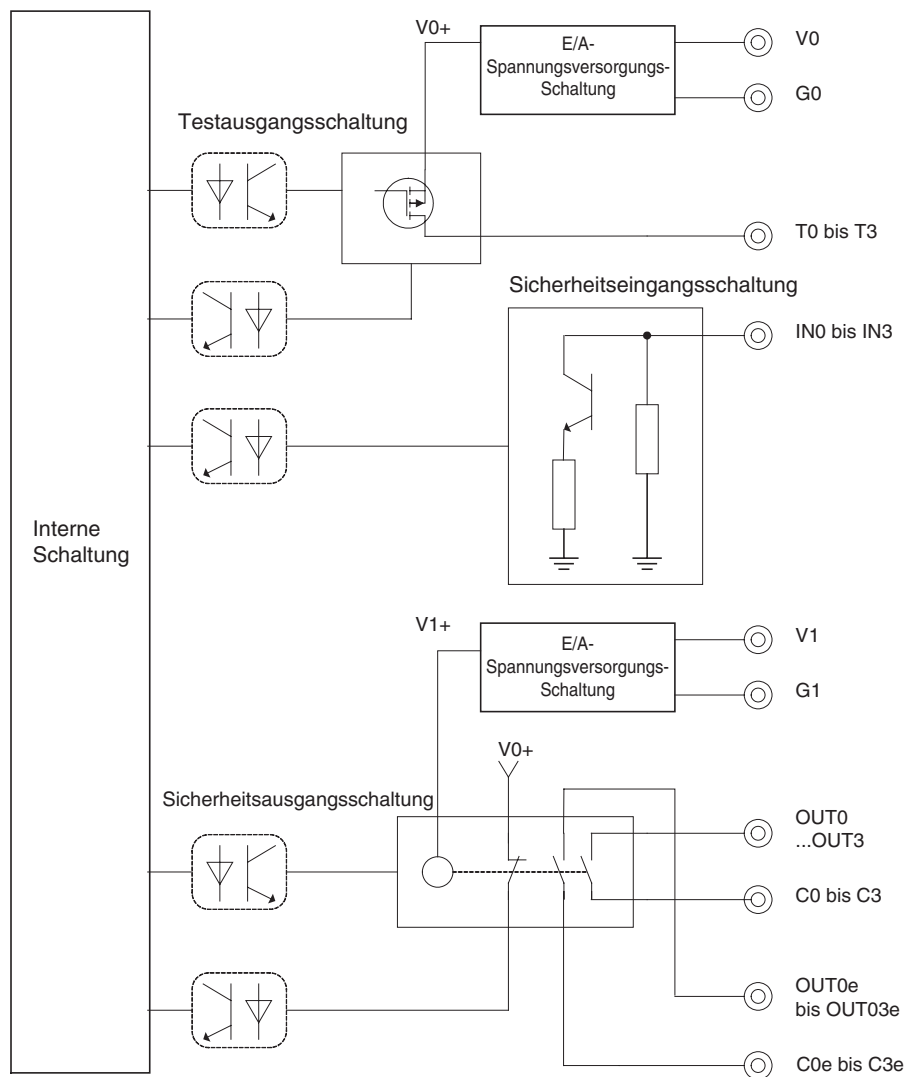 V0+
E/A-
Spannungsversorgungs-
Schaltung
V0
G0
Testausgangsschaltung
T0 bis T3
Sicherheitseingangsschaltung
IN0 bis IN3
Interne
Schaltung
V1+
E/A-
Spannungsversorgungs-
Schaltung
V1
G1
V0+
Sicherheitsausgangsschaltung
OUT0
...OUT3
C0 bis C3
OUT0e
bis OUT03e
C0e bis C3e